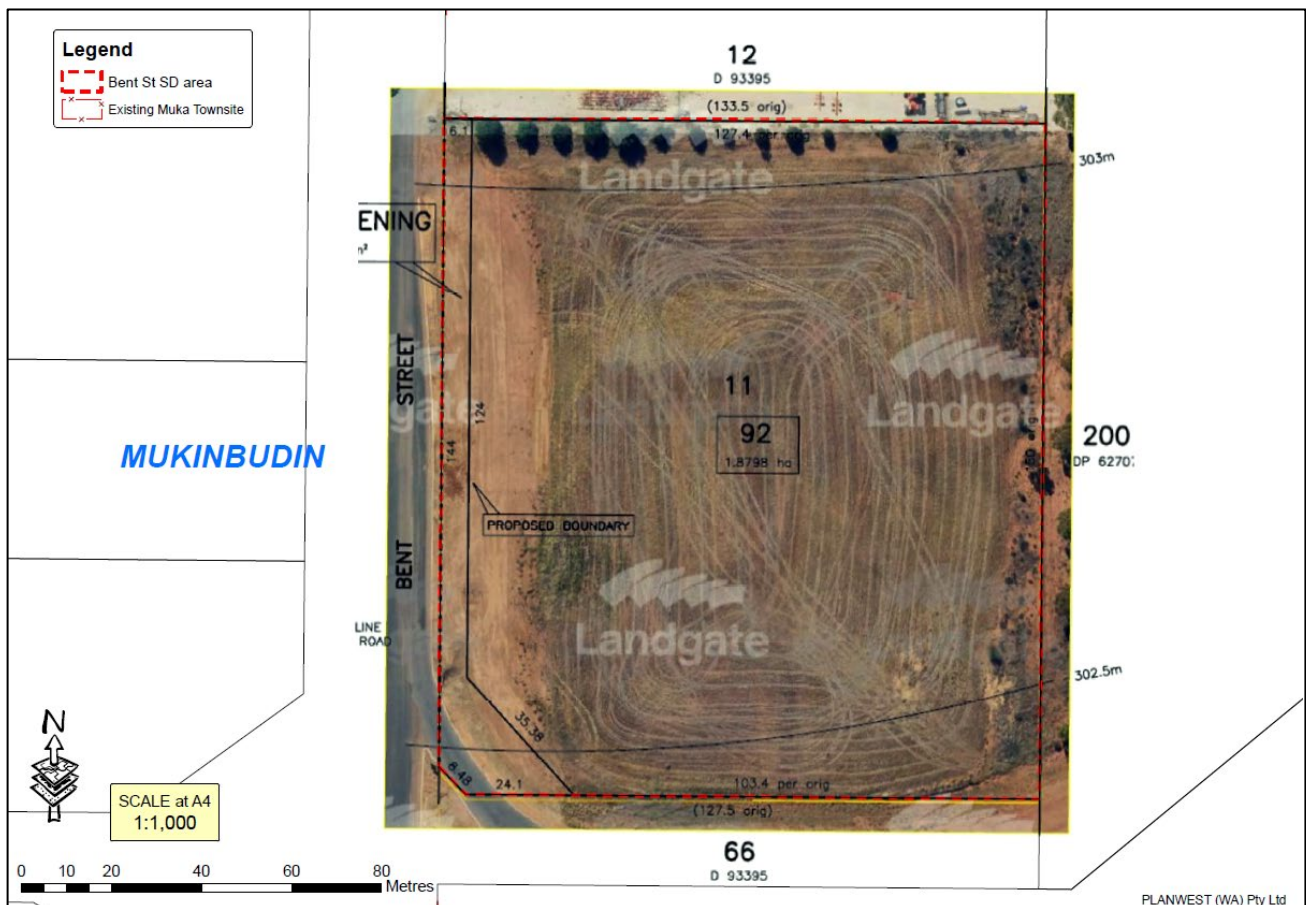 Legend
Bent St SD area
Existing Muka Townsite
12
D 93395
(133.5 orig)
6.1
127.4 per orig
303m
Landgate
ENING
STREET
11
92
1.8798 ha
Landgate
124
144
200
DP 6270
MUKINBUDIN
PROPOSED BOUNDARY
BENT
Landgate
LINE
ROAD
302.5m
35.38
8.48
24.1
103.4 per orig
(127.5 orig)
N
SCALE at A4
1:1,000
66
D 93395
0 10 20 40 60 80
Metres
PLANWEST (WA) Pty Ltd